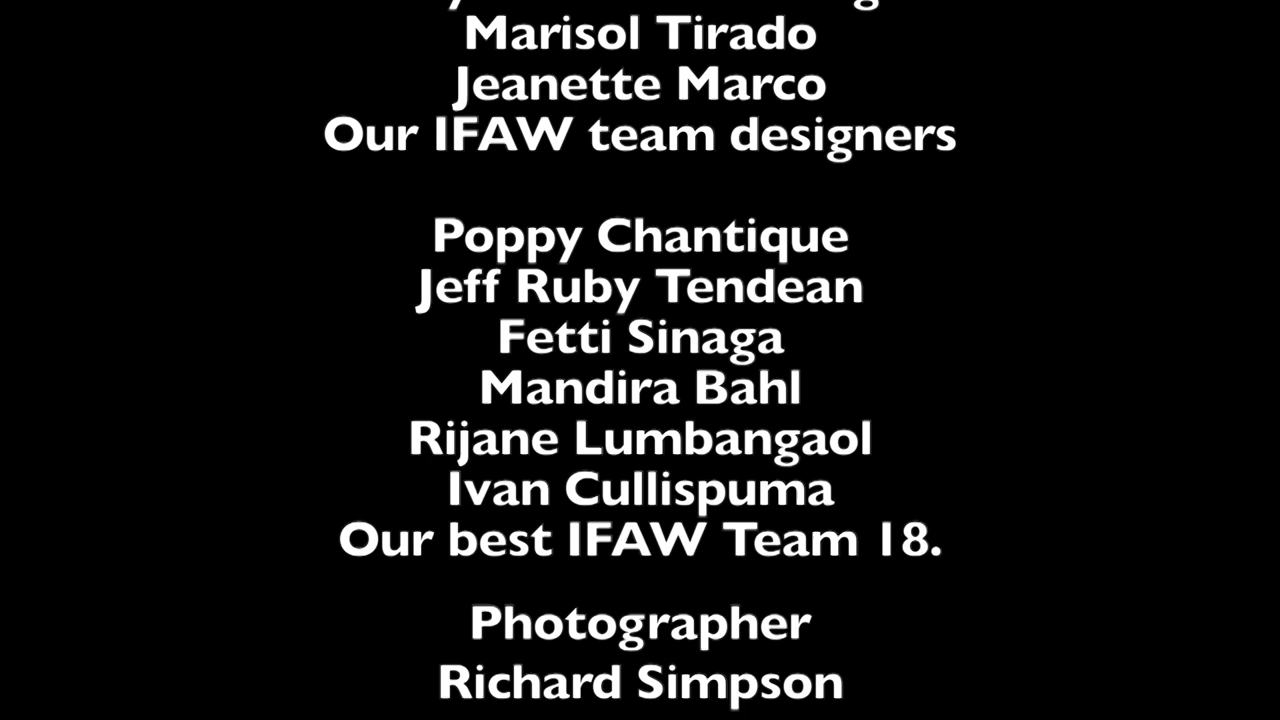 Marisol Tirado
Jeanette Marco
Our IFAW team designers
Poppy Chantique
Jeff Ruby Tendean
Fetti Sinaga
Mandira Bahl
Rijane Lumbangaol
Ivan Cullispuma
Our best IFAW Team 18.
Photographer
Richard Simpson